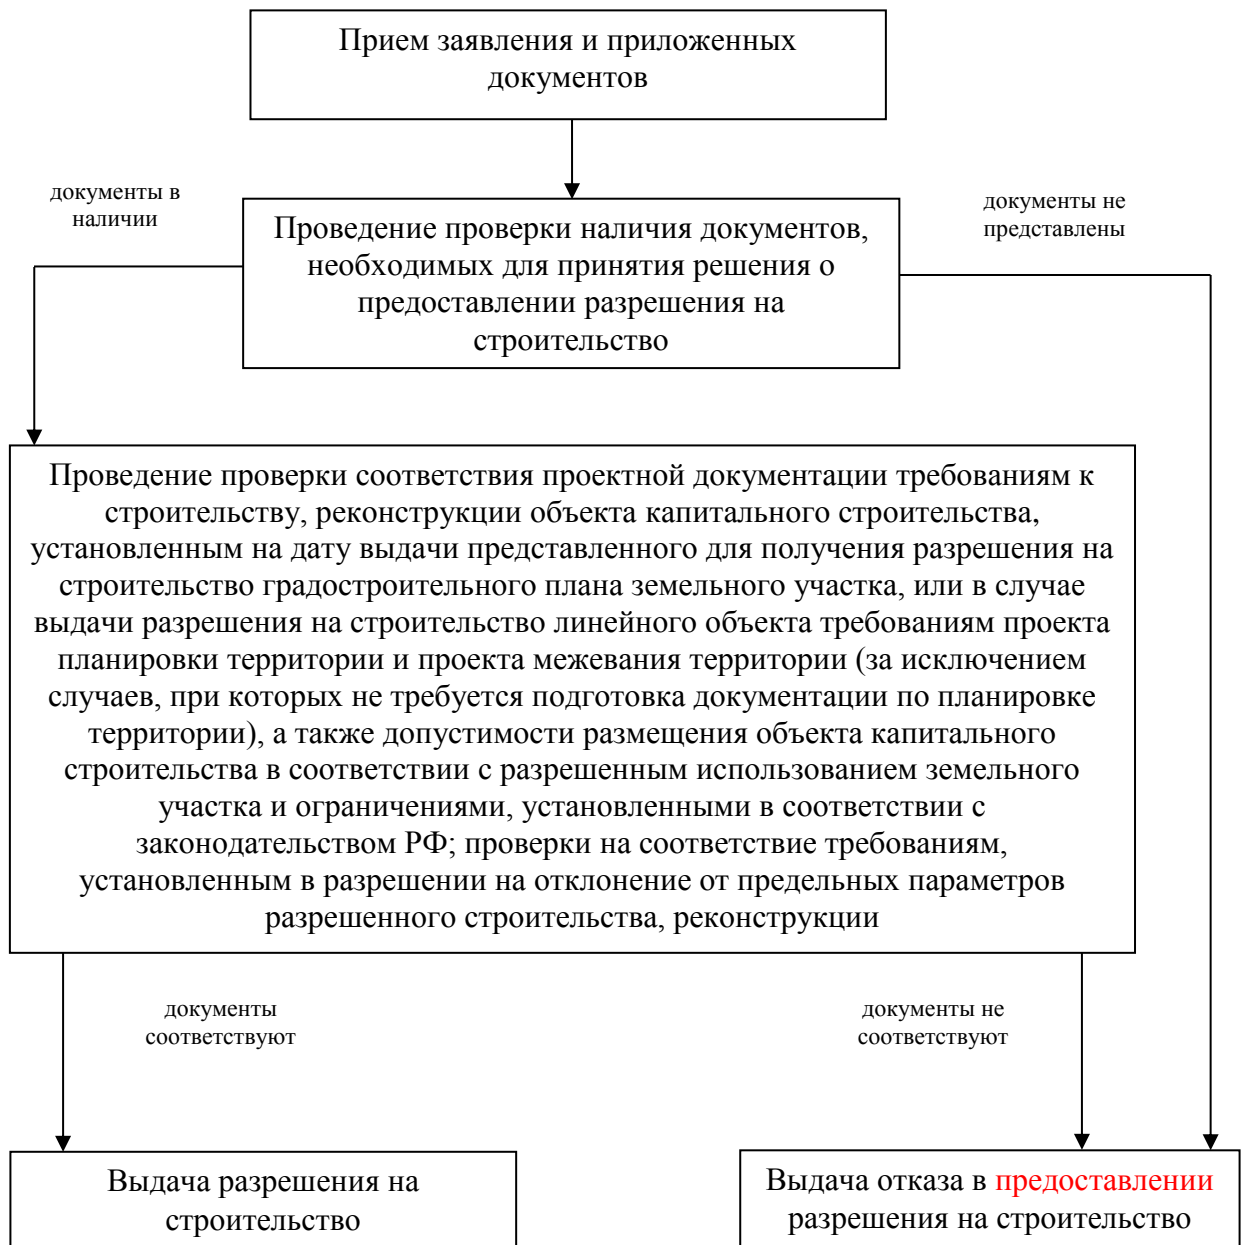 Прием заявления и приложенных
документов
документы в
наличии
документы не
представлены
Проведение проверки наличия документов,
необходимых для принятия решения о
предоставлении разрешения на
строительство
Проведение проверки соответствия проектной документации требованиям к
строительству, реконструкции объекта капитального строительства,
установленным на дату выдачи представленного для получения разрешения на
строительство градостроительного плана земельного участка, или в случае
выдачи разрешения на строительство линейного объекта требованиям проекта
планировки территории и проекта межевания территории (за исключением
случаев, при которых не требуется подготовка документации по планировке
территории), а также допустимости размещения объекта капитального
строительства в соответствии с разрешенным использованием земельного
участка и ограничениями, установленными в соответствии с
законодательством РФ; проверки на соответствие требованиям,
установленным в разрешении на отклонение от предельных параметров
разрешенного строительства, реконструкции
документы
соответствуют
документы не
соответствуют
Выдача разрешения на
строительство
Выдача отказа в предоставлении
разрешения на строительство